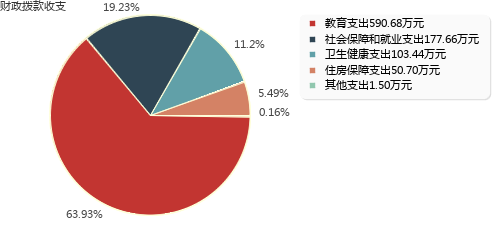 财政拨款收支
19.23%
11.2%
5.49%
0.16%
63.93%
教育支出590.68万元
社会保障和就业支出177.66万元
卫生健康支出103.44万元
住房保障支出50.70万元
其他支出1.50万元